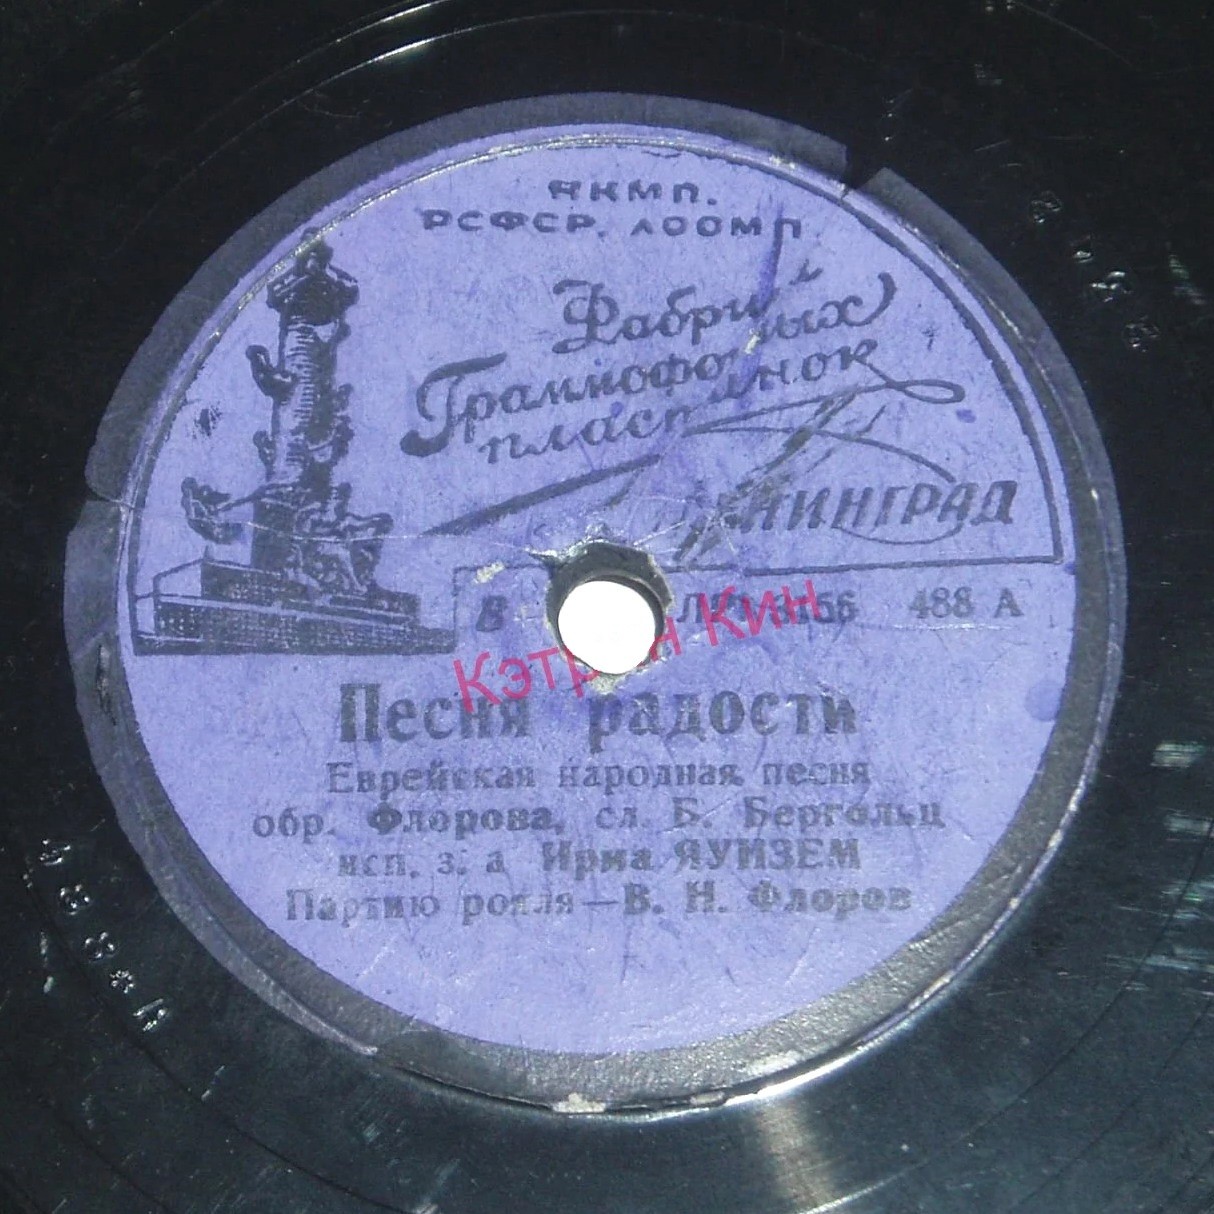 НКМП.
РСФСР. ЛООМП
Фабрика
Граммофонных
пластинок
ЛЕНИНГРАД
В
488 А
Кэтрин Кин
Песня радости
Еврейская народная песня
обр. Флорова, сл. Б. Бергольц
исп. з. а Ирма ЯУНЗЕМ
Партию рояля—В. Н. Флоров